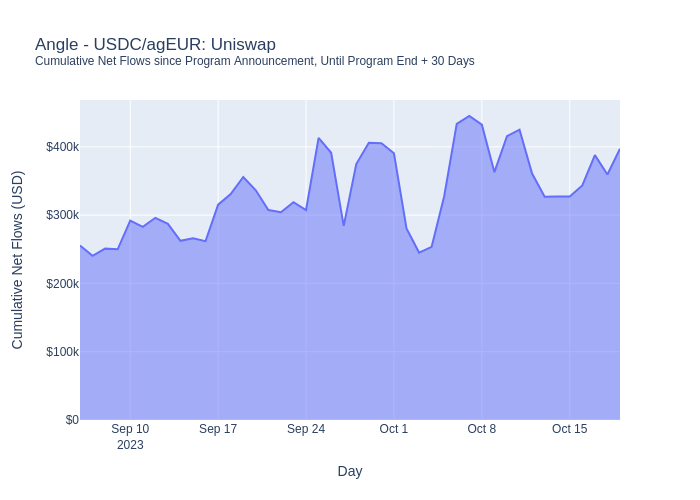 Angle - USDC/agEUR: Uniswap
Cumulative Net Flows since Program Announcement, Until Program End + 30 Days
Cumulative Net Flows (USD)
$400k
$300k
$200k
$100k
$0
Sep 10
2023
Sep 17
Sep 24
Oct 1
Oct 8
Oct 15
Day